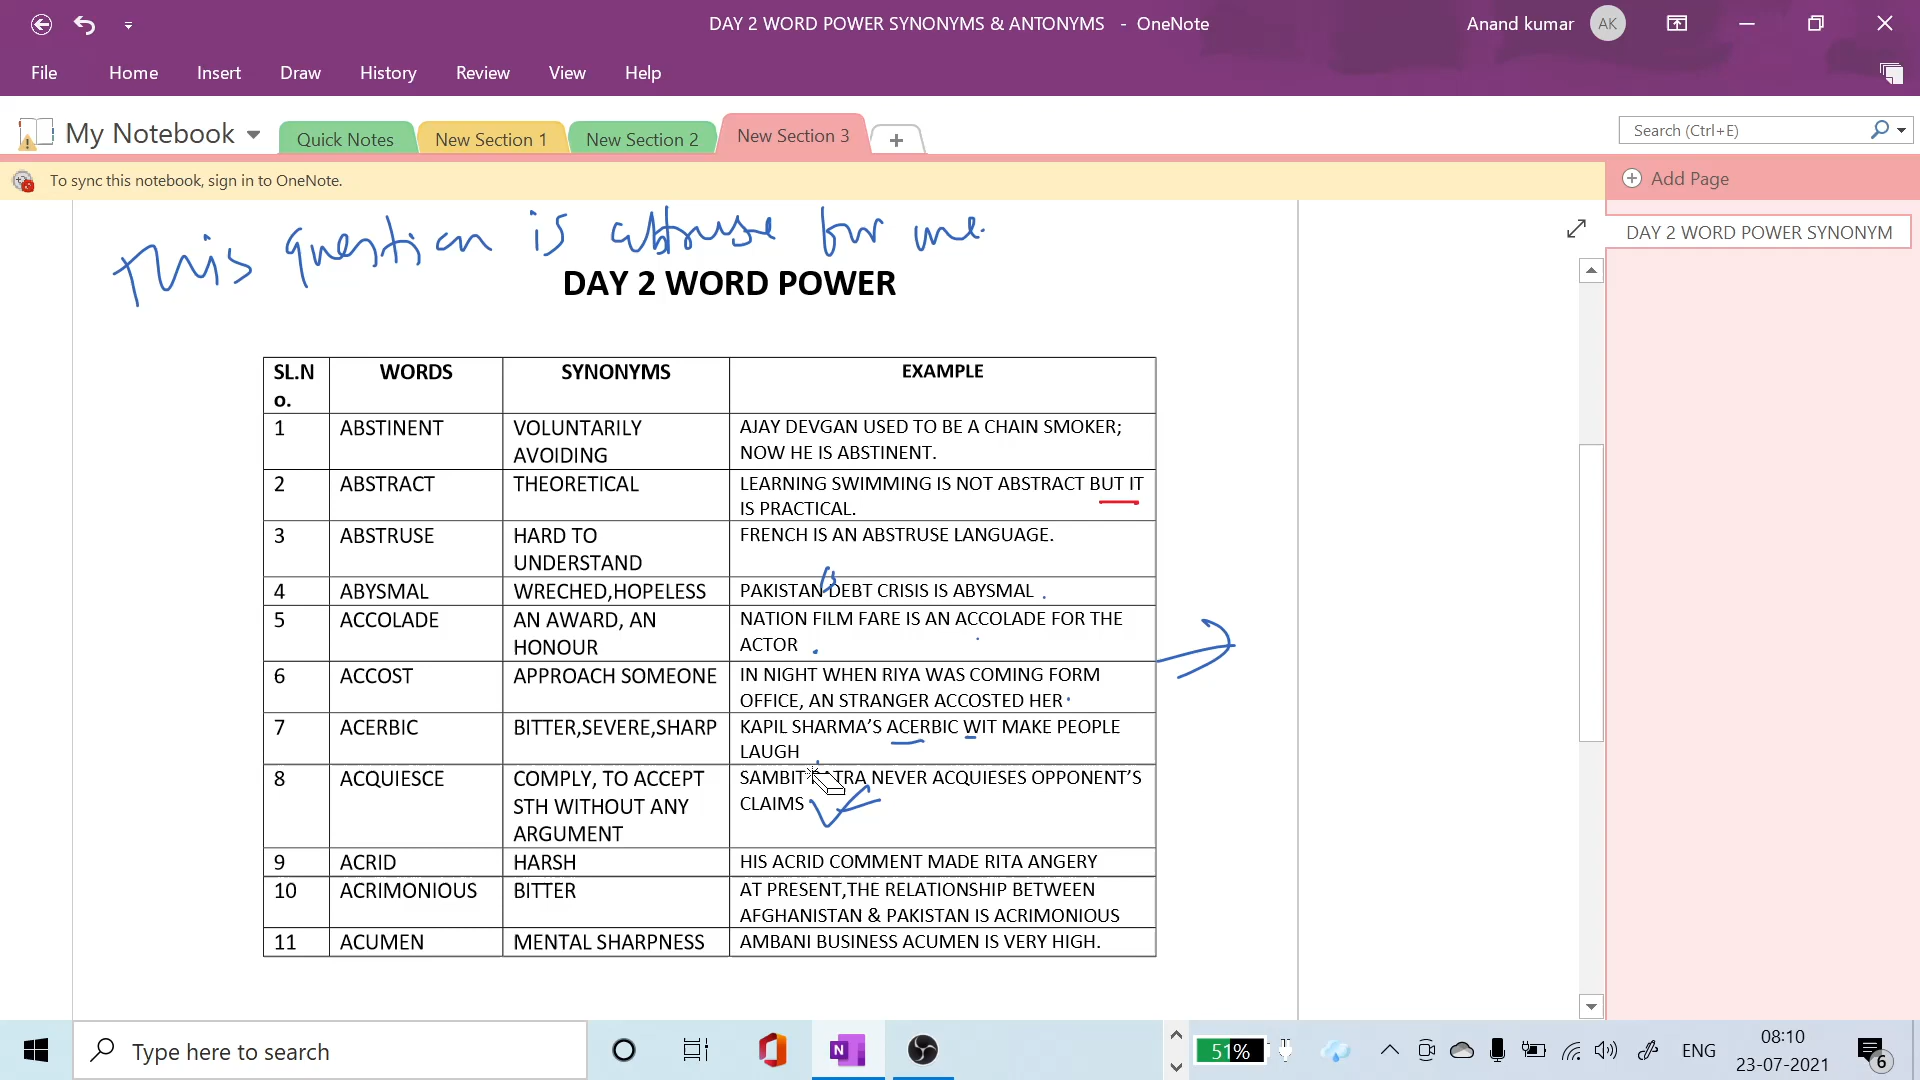 DAY 2 WORD POWER SYNONYMS & ANTONYMS - OneNote
Anand kumar AK
File Home Insert Draw History Review View Help
My Notebook Quick Notes New Section 1 New Section 2 New Section 3 +
Search (Ctrl+E)
To sync this notebook, sign in to OneNote.
Add Page
DAY 2 WORD POWER SYNONYM
This question is abtruse for me.
DAY 2 WORD POWER
SL.N
o.
WORDS SYNONYMS EXAMPLE
1 ABSTINENT VOLUNTARILY
AVOIDING
AJAY DEVGAN USED TO BE A CHAIN SMOKER;
NOW HE IS ABSTINENT.
2 ABSTRACT THEORETICAL LEARNING SWIMMING IS NOT ABSTRACT BUT IT
IS PRACTICAL.
3 ABSTRUSE HARD TO
UNDERSTAND
FRENCH IS AN ABSTRUSE LANGUAGE.
4 ABYSMAL WRECHED,HOPELESS PAKISTAN DEBT CRISIS IS ABYSMAL .
5 ACCOLADE AN AWARD, AN
HONOUR
NATION FILM FARE IS AN ACCOLADE FOR THE
ACTOR .
6 ACCOST APPROACH SOMEONE IN NIGHT WHEN RIYA WAS COMING FORM
OFFICE, AN STRANGER ACCOSTED HER.
7 ACERBIC BITTER,SEVERE,SHARP KAPIL SHARMA'S ACERBIC WIT MAKE PEOPLE
LAUGH .
8 ACQUIESCE COMPLY, TO ACCEPT
STH WITHOUT ANY
ARGUMENT
SAMBIT NEVER ACQUIESES OPPONENT'S
CLAIMS
9 ACRID HARSH HIS ACRID COMMENT MADE RITA ANGERY
10 ACRIMONIOUS BITTER AT PRESENT,THE RELATIONSHIP BETWEEN
AFGHANISTAN & PAKISTAN IS ACRIMONIOUS
11 ACUMEN MENTAL SHARPNESS AMBANI BUSINESS ACUMEN IS VERY HIGH.
Type here to search
51%
ENG
08:10
23-07-2021
6